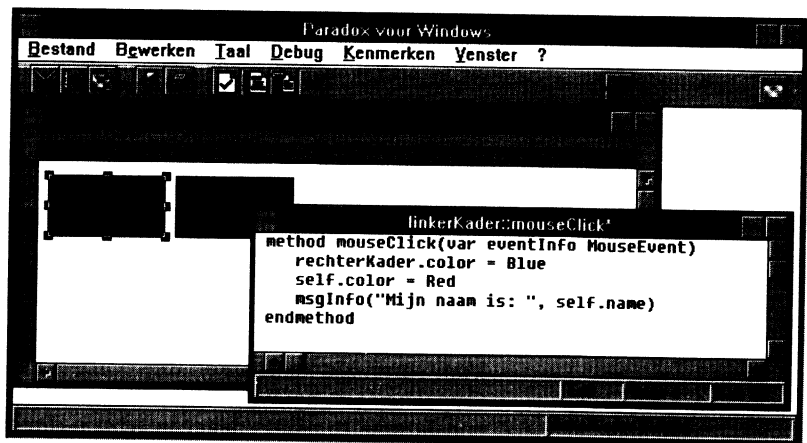 Paradox voor Windows
Bestand Bewerken Taal Debug Kenmerken Venster ?
linkerKader::mouseClick*
method mouseClick(var eventInfo MouseEvent)
rechterKader.color = Blue
self.color = Red
msgInfo("Mijn naam is: ", self.name)
endmethod